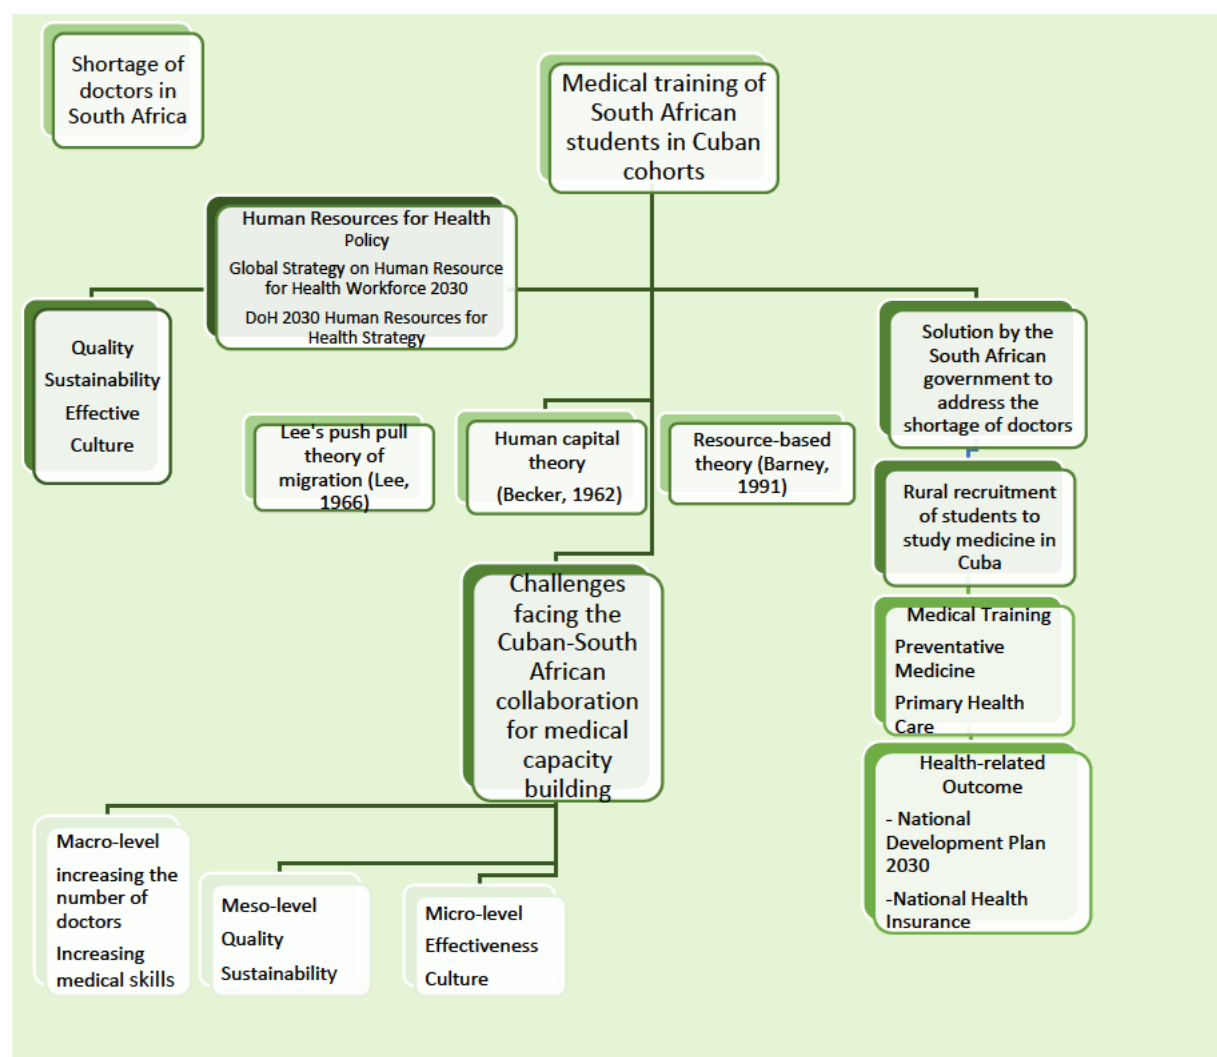 Shortage of
doctors in
South Africa
Medical training of
South African
students in Cuban
cohorts
Human Resources for Health
Policy
Global Strategy on Human Resource
for Health Workforce 2030
DoH 2030 Human Resources for
Health Strategy
Quality
Sustainability
Effective
Culture
Solution by the
South African
government to
address the
shortage of doctors
Lee's push pull
theory of
migration (Lee,
1966)
Human capital
theory
(Becker, 1962)
Resource-based
theory (Barney,
1991)
Rural recruitment
of students to
study medicine in
Cuba
Challenges
facing the
Cuban-South
African
collaboration
for medical
capacity
building
Medical Training
Preventative
Medicine
Primary Health
Care
Health-related
Outcome
- National
Development Plan
2030
-National Health
Insurance
Macro-level
increasing the
number of
doctors
Increasing
medical skills
Meso-level
Quality
Sustainability
Micro-level
Effectiveness
Culture